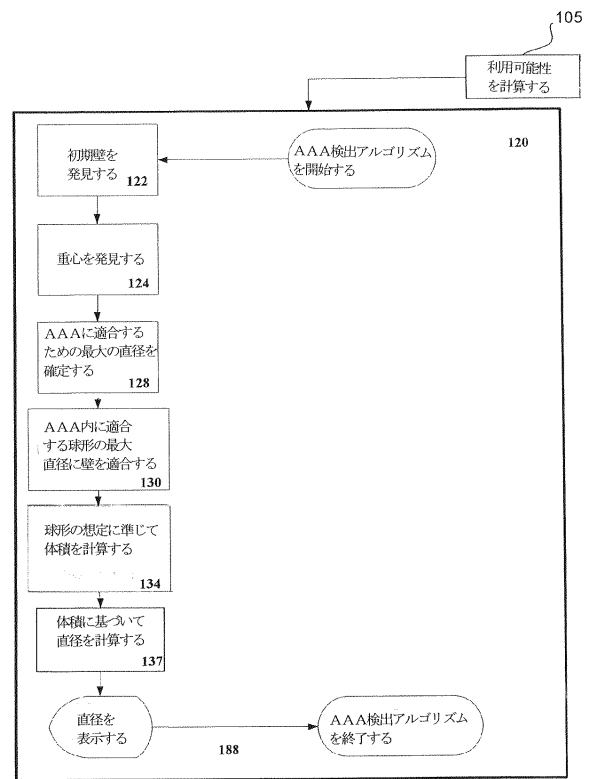 105
利用可能性
を計算する
120
ＡＡＡ検出アルゴリズム
を開始する
初期壁を
発見する
122
重心を発見する
124
ＡＡＡに適合する
ための最大の直径を
確定する
128
ＡＡＡ内に適合
する球形の最大
直径に壁を適合する
130
球形の想定に準じて
体積を計算する
134
体積に基づいて
直径を計算する
137
直径を
表示する
188
ＡＡＡ検出アルゴリズム
を終了する